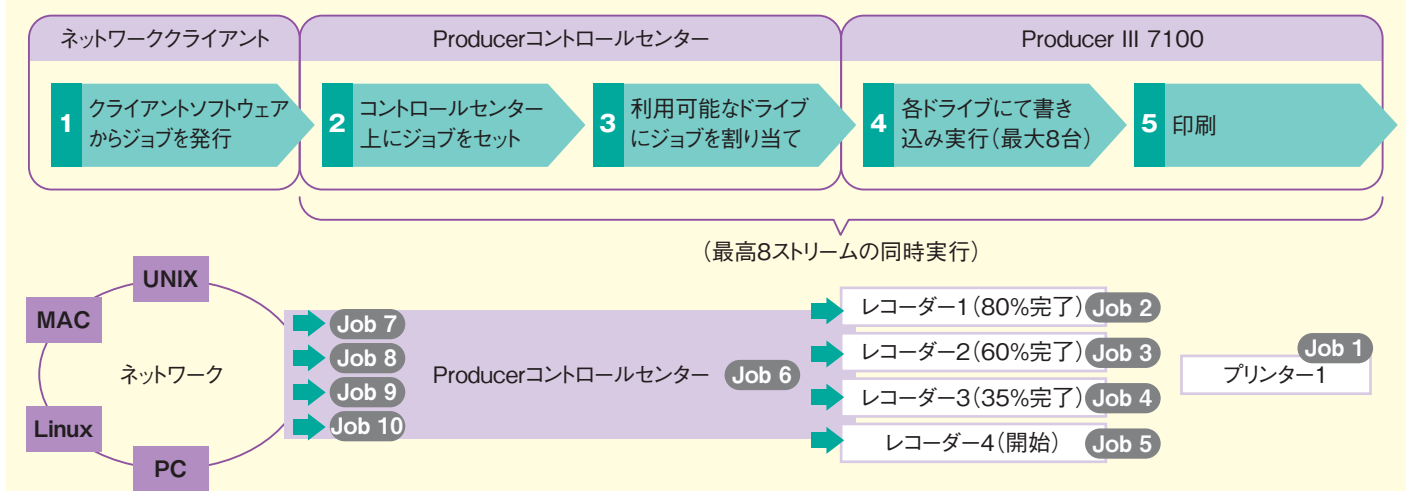 ネットワーククライアント
Producerコントロールセンター
Producer III 7100
1
クライアントソフトウェア
からジョブを発行
2
コントロールセンター
上にジョブをセット
3
利用可能なドライブ
にジョブを割り当て
4
各ドライブにて書き
込み実行（最大8台）
5
印刷
（最高8ストリームの同時実行）
UNIX
MAC
ネットワーク
Linux
PC
Job 7
Job 8
Job 9
Job 10
Producerコントロールセンター
Job 6
レコーダー1（80%完了）
Job 2
レコーダー2（60%完了）
Job 3
レコーダー3（35%完了）
Job 4
レコーダー4（開始）
Job 5
Job 1
プリンター1